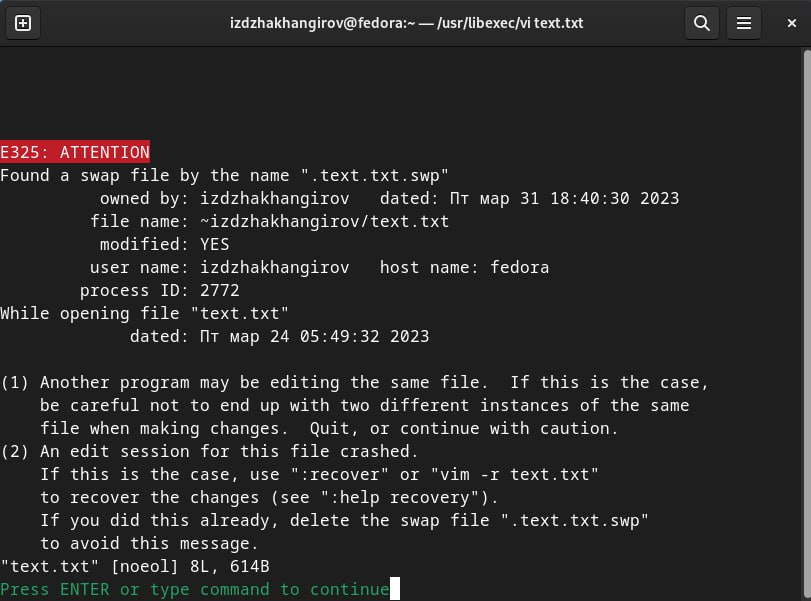 izdzhakhangirov@fedora:~ — /usr/libexec/vi text.txt
E325: ATTENTION
Found a swap file by the name ".text.txt.swp"
          owned by: izdzhakhangirov   dated: Пт мар 31 18:40:30 2023
         file name: ~izdzhakhangirov/text.txt
          modified: YES
         user name: izdzhakhangirov   host name: fedora
        process ID: 2772
While opening file "text.txt"
             dated: Пт мар 24 05:49:32 2023
(1) Another program may be editing the same file.  If this is the case,
    be careful not to end up with two different instances of the same
    file when making changes.  Quit, or continue with caution.
(2) An edit session for this file crashed.
    If this is the case, use ":recover" or "vim -r text.txt"
    to recover the changes (see ":help recovery").
    If you did this already, delete the swap file ".text.txt.swp"
    to avoid this message.
"text.txt" [noeol] 8L, 614B
Press ENTER or type command to continue